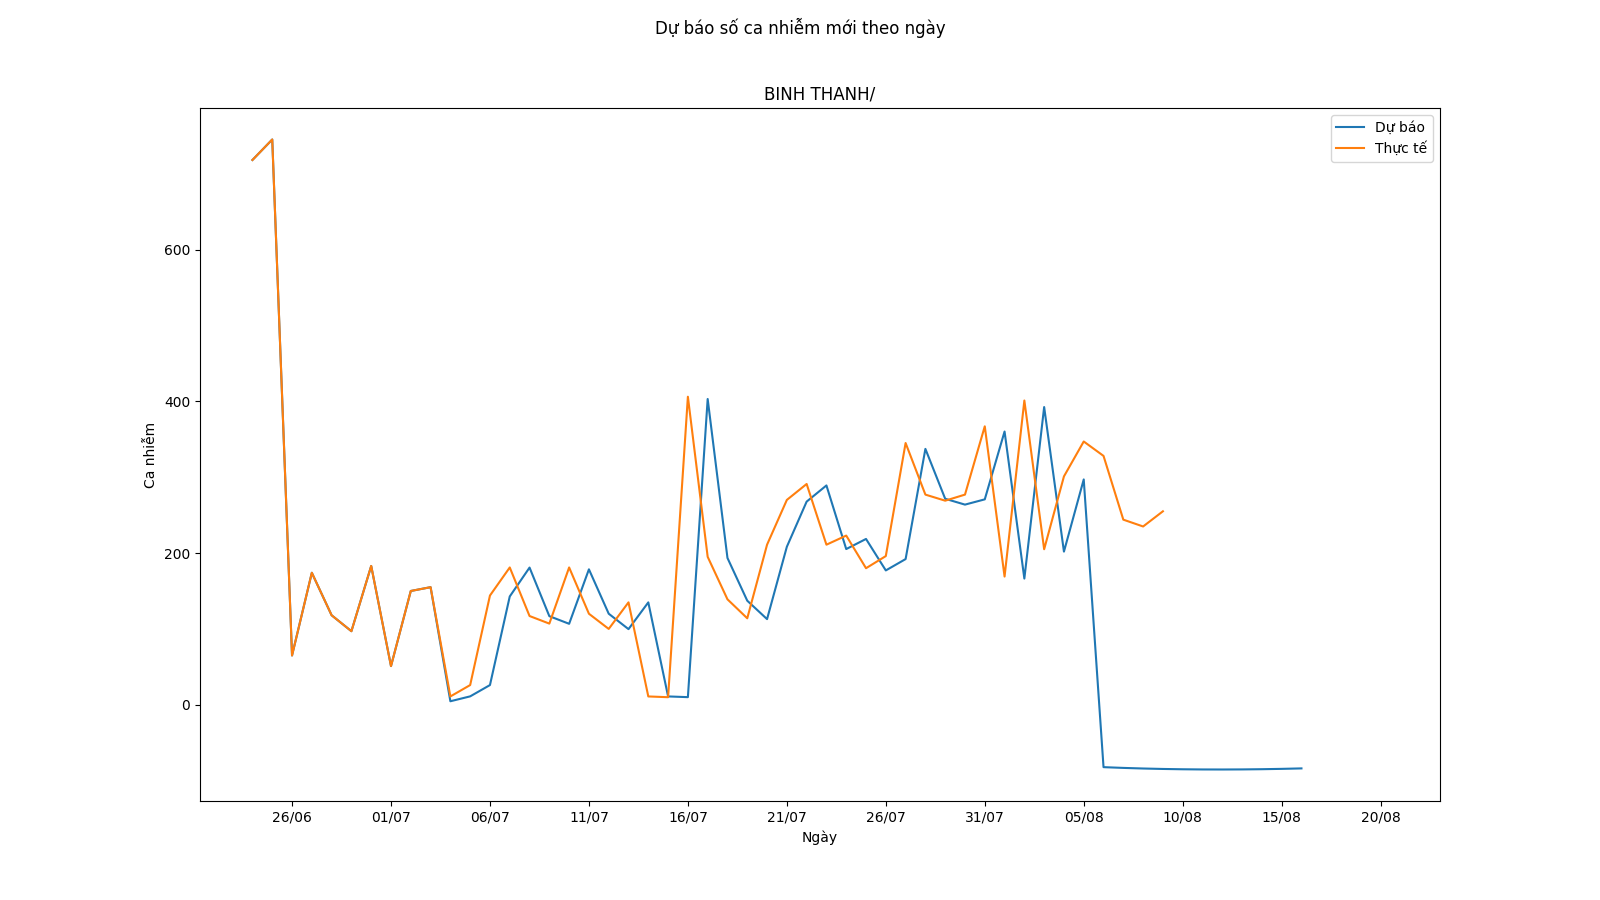 Dự báo số ca nhiễm mới theo ngày
BINH THANH/
Dự báo
Thực tế
600
400
200
0
Ca nhiễm
26/06 01/07 06/07 11/07 16/07 21/07 26/07 31/07 05/08 10/08 15/08 20/08
Ngày